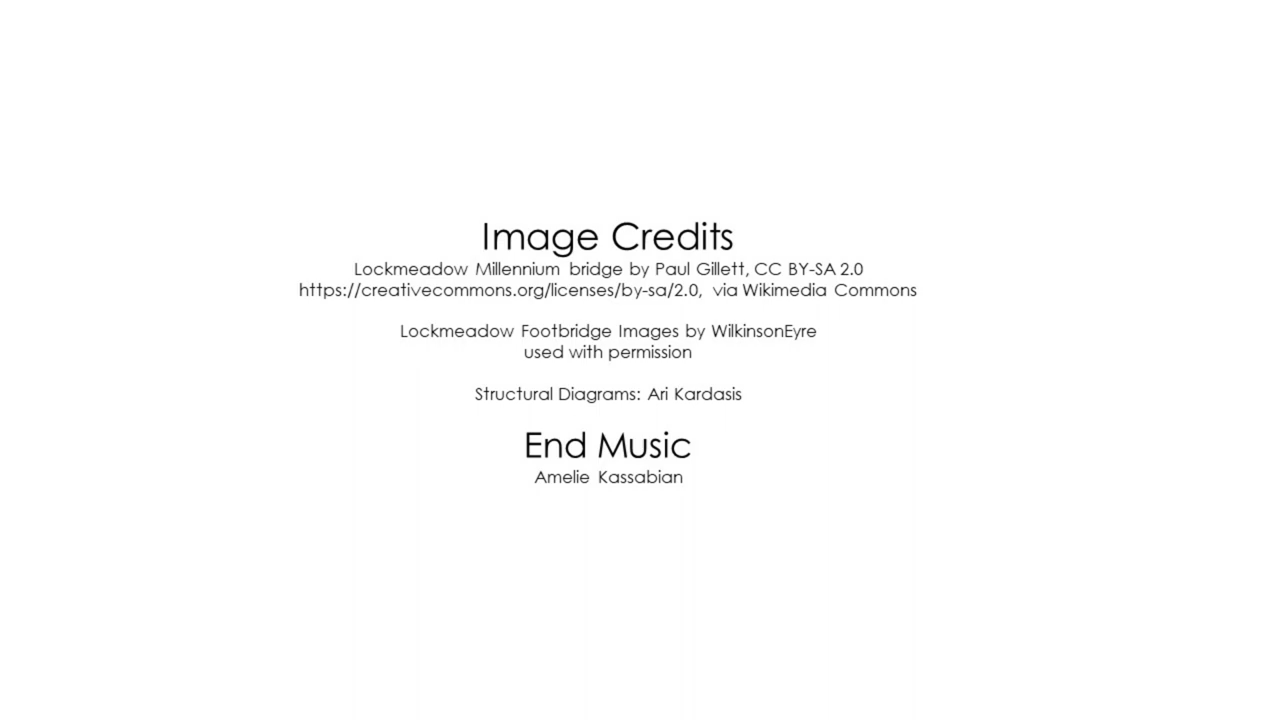 Image Credits
Lockmeadow Millennium bridge by Paul Gillett, CC BY-SA 2.0
https://creativecommons.org/licenses/by-sa/2.0, via Wikimedia Commons
Lockmeadow Footbridge Images by WilkinsonEyre
used with permission
Structural Diagrams: Ari Kardasis
End Music
Amelie Kassabian